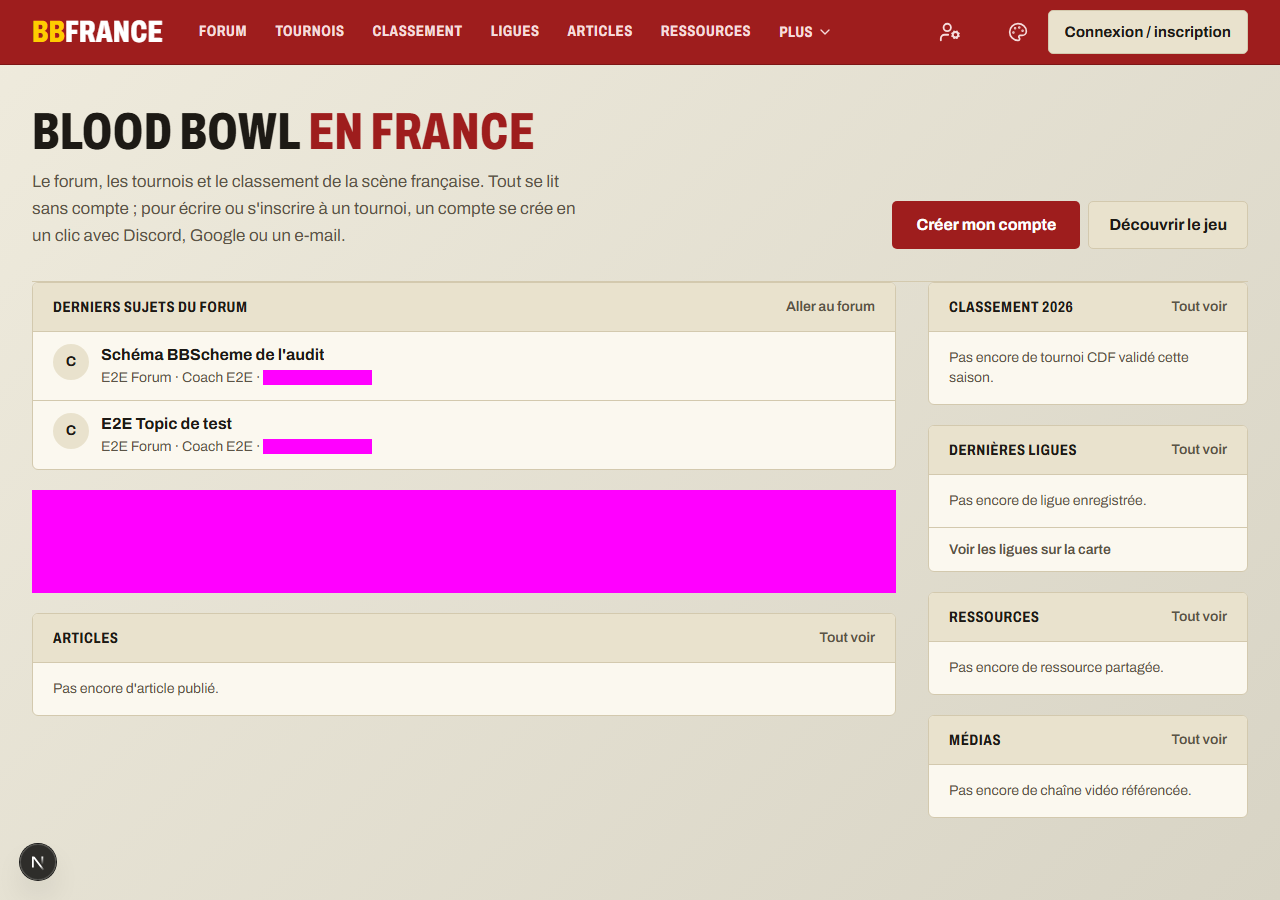 BBFRANCE
FORUM
TOURNOIS
CLASSEMENT
LIGUES
ARTICLES
RESSOURCES
PLUS
Connexion / inscription
BLOOD BOWL EN FRANCE
Le forum, les tournois et le classement de la scène française. Tout se lit
sans compte ; pour écrire ou s'inscrire à un tournoi, un compte se crée en
un clic avec Discord, Google ou un e-mail.
Créer mon compte
Découvrir le jeu
DERNIERS SUJETS DU FORUM
Aller au forum
C
Schéma BBScheme de l'audit
E2E Forum · Coach E2E ·
C
E2E Topic de test
E2E Forum · Coach E2E ·
ARTICLES
Tout voir
Pas encore d'article publié.
CLASSEMENT 2026
Tout voir
Pas encore de tournoi CDF validé cette
saison.
DERNIÈRES LIGUES
Tout voir
Pas encore de ligue enregistrée.
Voir les ligues sur la carte
RESSOURCES
Tout voir
Pas encore de ressource partagée.
MÉDIAS
Tout voir
Pas encore de chaîne vidéo référencée.
N